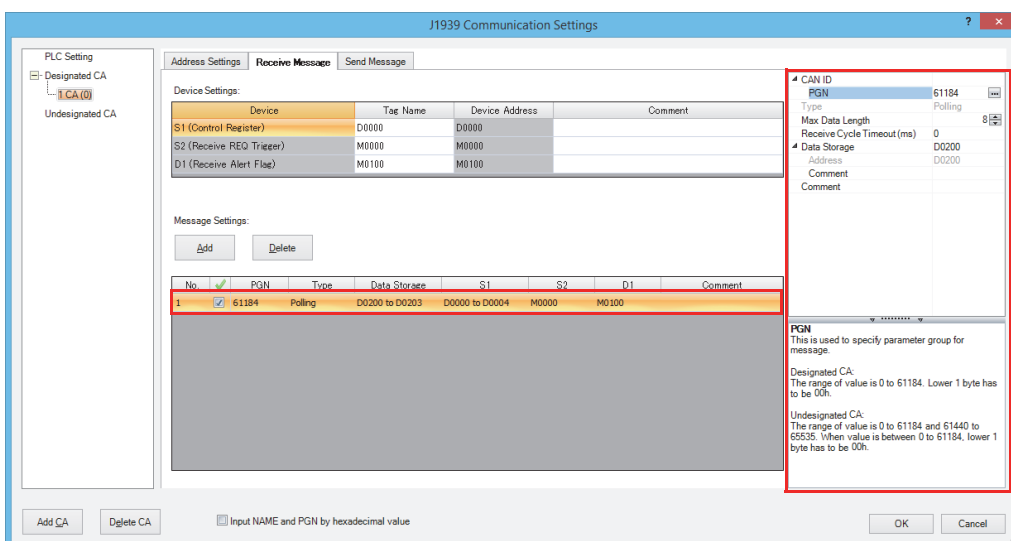 J1939 Communication Settings
? ×
PLC Setting
Designated CA
1 CA (0)
Undesignated CA
Address Settings Receive Message Send Message
Device Settings:
Device Tag Name Device Address Comment
S1 (Control Register) D0000 D0000
S2 (Receive REQ Trigger) M0000 M0000
D1 (Receive Alert Flag) M0100 M0100
Message Settings:
Add Delete
No. PGN Type Data Storage S1 S2 D1 Comment
1 61184 Polling D0200 to D0203 D0000 to D0004 M0000 M0100
CAN ID
PGN 61184 ...
Type Polling
Max Data Length 8
Receive Cycle Timeout (ms) 0
Data Storage D0200
Address D0200
Comment
Comment
PGN
This is used to specify parameter group for
message.
Designated CA:
The range of value is 0 to 61184. Lower 1 byte has
to be 00h.
Undesignated CA:
The range of value is 0 to 61184 and 61440 to
65535. When value is between 0 to 61184, lower 1
byte has to be 00h.
Add CA Delete CA Input NAME and PGN by hexadecimal value OK Cancel